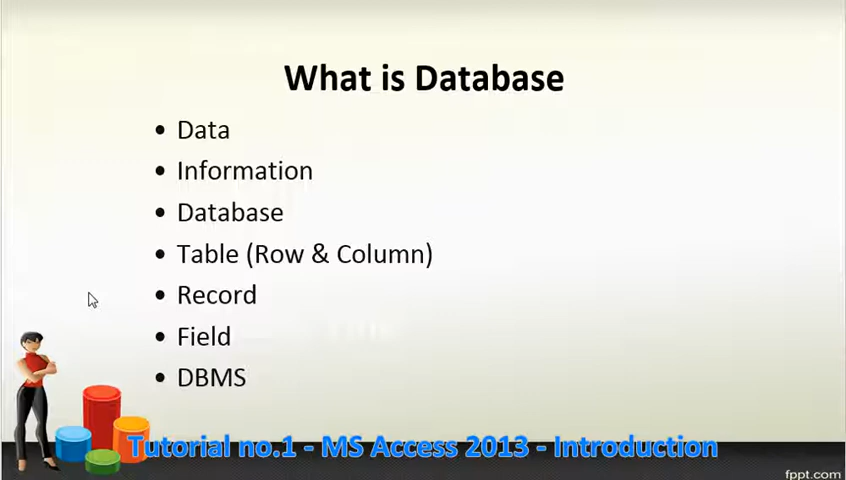 What is Database
• Data
• Information
• Database
• Table (Row & Column)
• Record
• Field
• DBMS
Tutorial no.1 - MS Access 2013 - Introduction
fppt.com